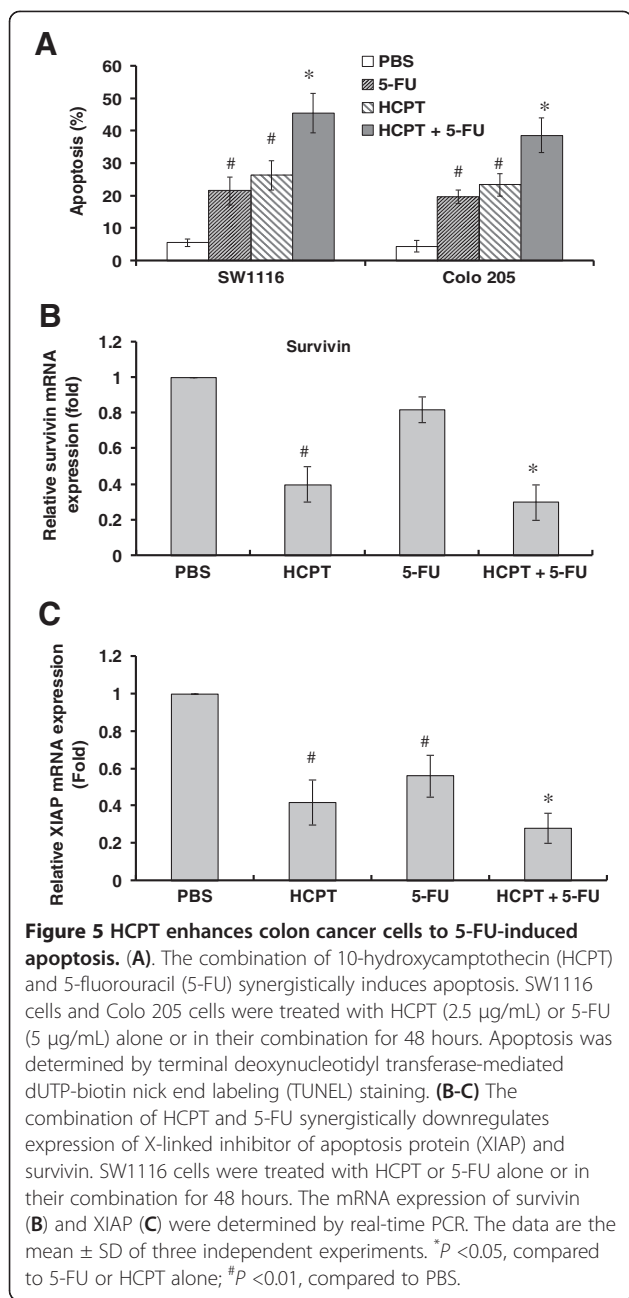 A
Apoptosis (%)
60
50
40
30
20
10
0
PBS
5-FU
HCPT
HCPT + 5-FU
# # *
# # *
SW1116 Colo 205
B
Relative survivin mRNA
expression (fold)
Survivin
1.2
1
0.8
0.6
0.4
0.2
0
# *
PBS HCPT 5-FU HCPT + 5-FU
C
Relative XIAP mRNA expression
(Fold)
1.2
1
0.8
0.6
0.4
0.2
0
# # *
PBS HCPT 5-FU HCPT + 5-FU
Figure 5 HCPT enhances colon cancer cells to 5-FU-induced
apoptosis. (A). The combination of 10-hydroxycamptothecin (HCPT)
and 5-fluorouracil (5-FU) synergistically induces apoptosis. SW1116
cells and Colo 205 cells were treated with HCPT (2.5 μg/mL) or 5-FU
(5 μg/mL) alone or in their combination for 48 hours. Apoptosis was
determined by terminal deoxynucleotidyl transferase-mediated
dUTP-biotin nick end labeling (TUNEL) staining. (B-C) The
combination of HCPT and 5-FU synergistically downregulates
expression of X-linked inhibitor of apoptosis protein (XIAP) and
survivin. SW1116 cells were treated with HCPT or 5-FU alone or in
their combination for 48 hours. The mRNA expression of survivin
(B) and XIAP (C) were determined by real-time PCR. The data are the
mean ± SD of three independent experiments. *P <0.05, compared
to 5-FU or HCPT alone; #P <0.01, compared to PBS.